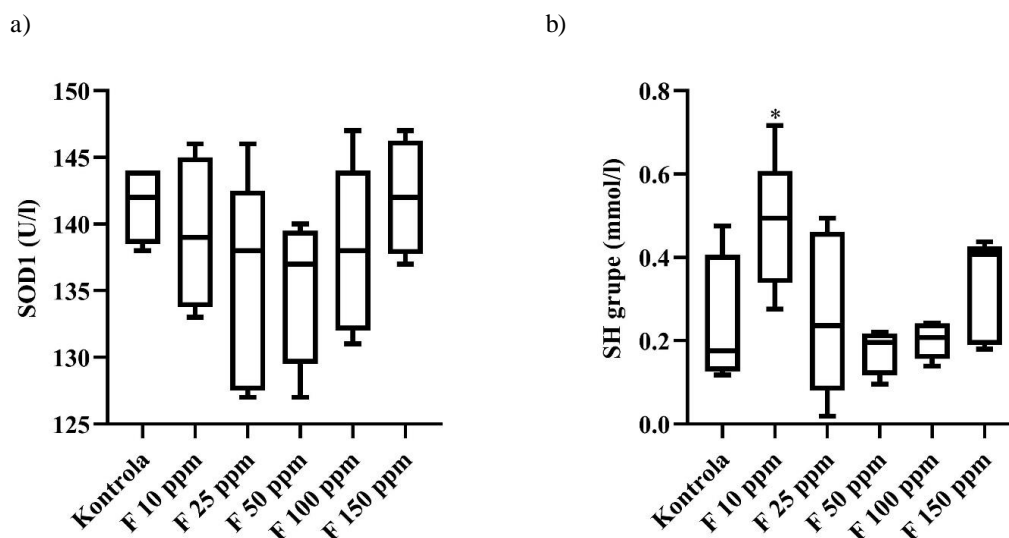 a)
b)
SOD1 (U/l)
150
145
140
135
130
125
Kontrola
F 10 ppm
F 25 ppm
F 50 ppm
F 100 ppm
F 150 ppm
SH grupe (mmol/l)
0.8
0.6
0.4
0.2
0.0
*
Kontrola
F 10 ppm
F 25 ppm
F 50 ppm
F 100 ppm
F 150 ppm